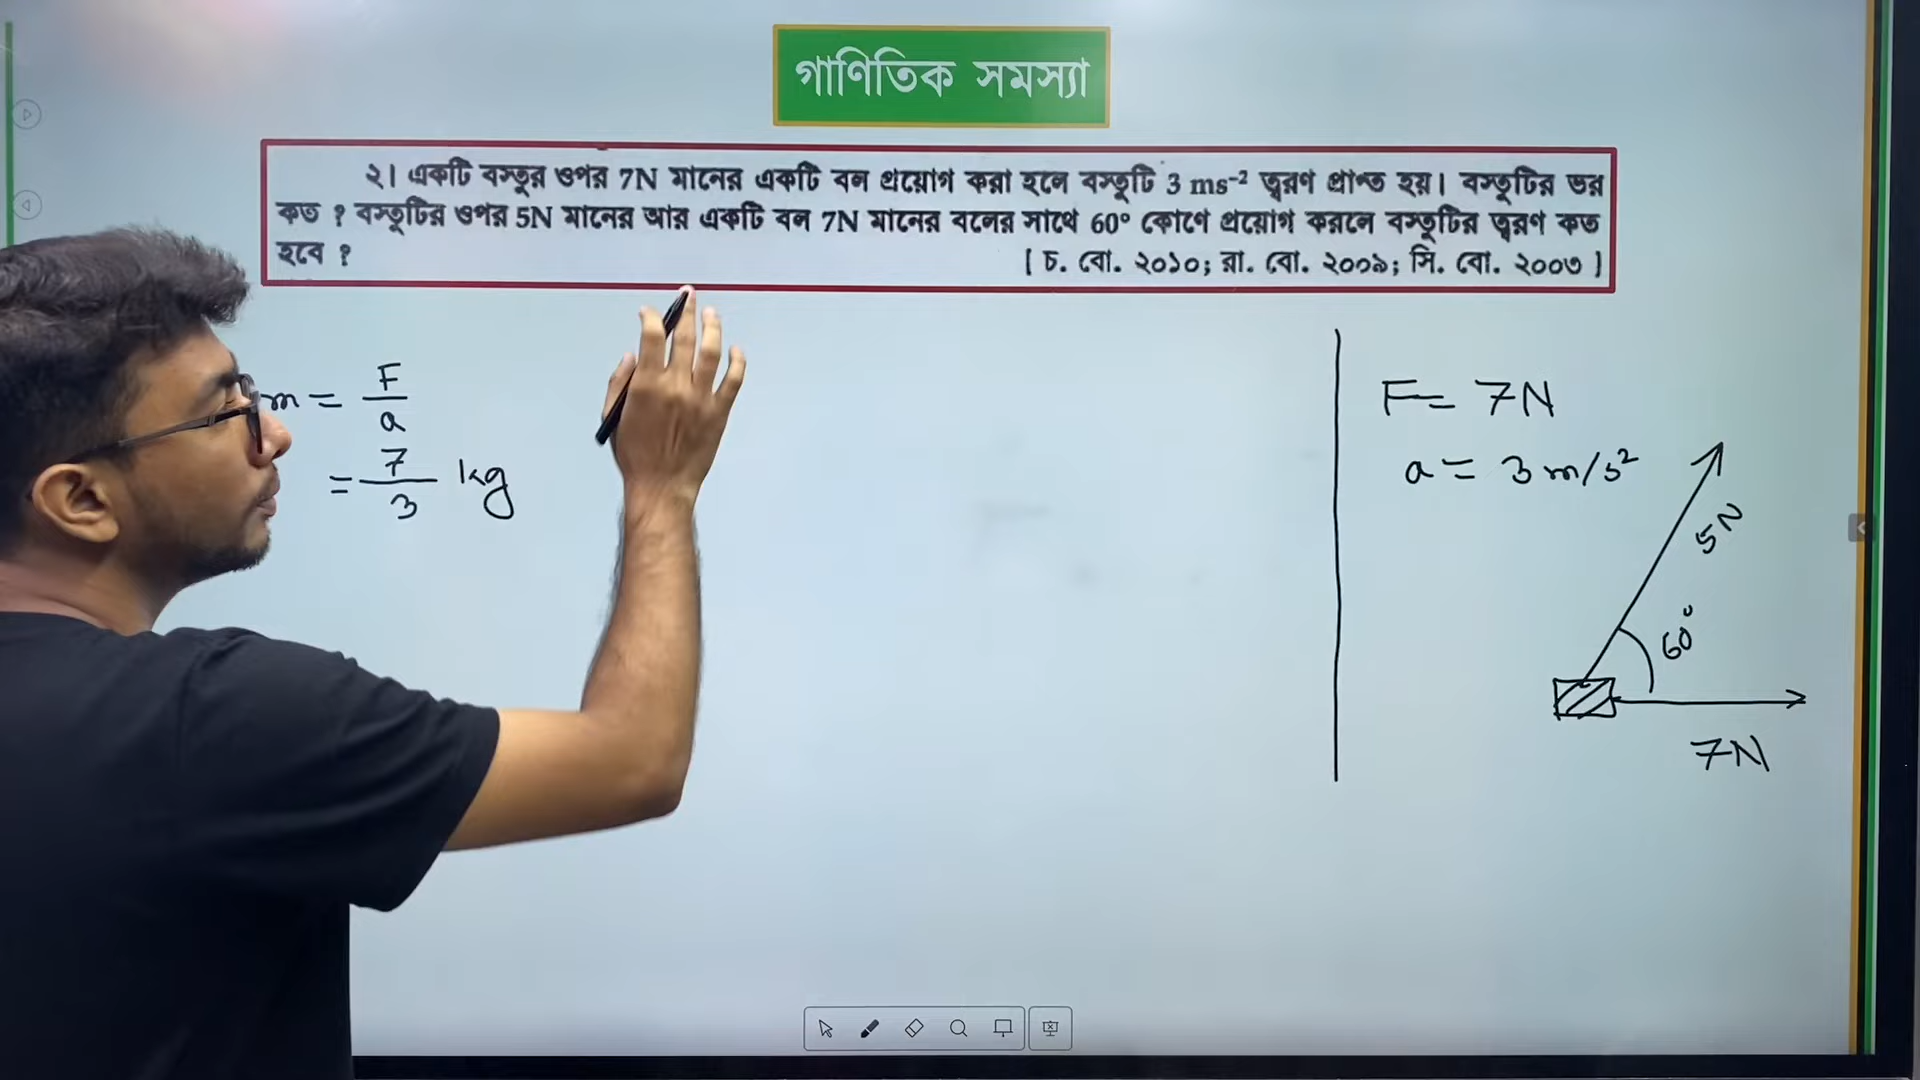 গাণিতিক সমস্যা
২। একটি বস্তুর ওপর 7N মানের একটি বল প্রয়োগ করা হলে বস্তুটি 3 ms⁻² ত্বরণ প্রাপ্ত হয়। বস্তুটির ভর
কত ? বস্তুটির ওপর 5N মানের আর একটি বল 7N মানের বলের সাথে 60° কোণে প্রয়োগ করলে বস্তুটির ত্বরণ কত
হবে ?
[ চ. বো. ২০১০; রা. বো. ২০০৯; সি. বো. ২০০৩ ]
m = F/a
= 7/3 kg
F = 7N
a = 3 m/s²
5N
60°
7N